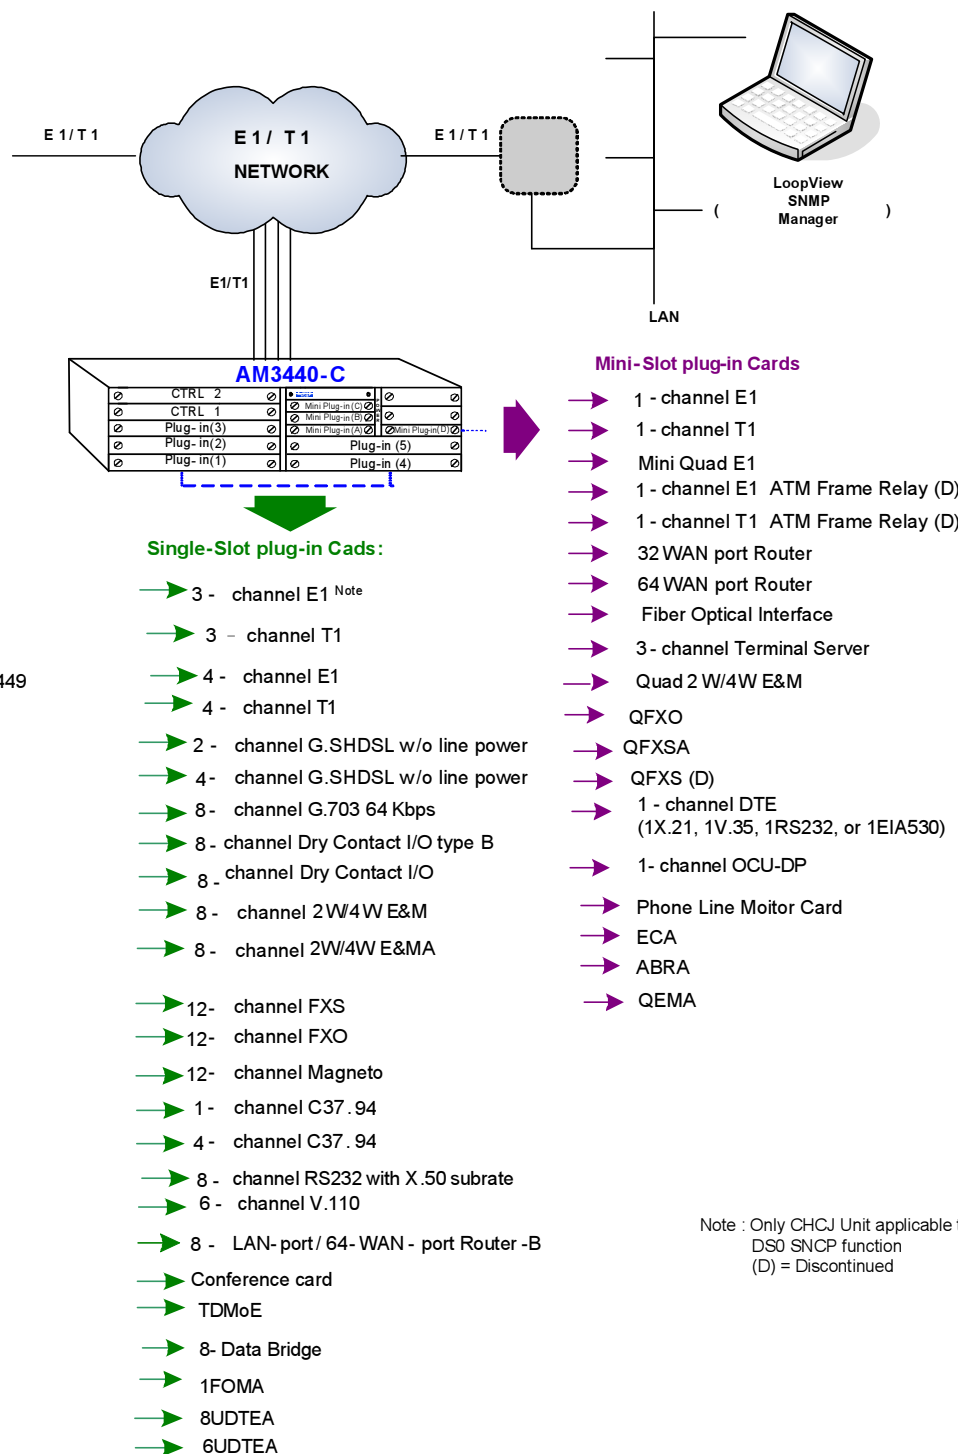 E1/T1
E1/ T1
NETWORK
E1/T1
LoopView
SNMP
Manager
(
)
E1/T1
LAN
AM3440-C
CTRL 2
CTRL 1
Plug-in(3)
Plug-in(2)
Plug-in(1)
Mini Plug-in(C)
Mini Plug-in(B)
Mini Plug-in(A)
Mini Plug-in(D)
Plug-in (5)
Plug-in (4)
Mini-Slot plug-in Cards
1 - channel E1
1 - channel T1
Mini Quad E1
1 - channel E1 ATM Frame Relay (D)
1 - channel T1 ATM Frame Relay (D)
32 WAN port Router
64 WAN port Router
Fiber Optical Interface
3 - channel Terminal Server
Quad 2 W/4W E&M
QFXO
QFXSA
QFXS (D)
1 - channel DTE
(1X.21, 1V.35, 1RS232, or 1EIA530)
1- channel OCU-DP
Phone Line Moitor Card
ECA
ABRA
QEMA
Single-Slot plug-in Cads:
3 - channel E1 Note
3 - channel T1
449
4 - channel E1
4 - channel T1
2 - channel G.SHDSL w/o line power
4- channel G.SHDSL w/o line power
8- channel G.703 64 Kbps
8 - channel Dry Contact I/O type B
8 - channel Dry Contact I/O
8 - channel 2W/4W E&M
8 - channel 2W/4W E&MA
12- channel FXS
12- channel FXO
12- channel Magneto
1 - channel C37.94
4 - channel C37.94
8 - channel RS232 with X.50 subrate
6 - channel V.110
8 - LAN-port / 64-WAN - port Router -B
Conference card
TDMoE
8- Data Bridge
1FOMA
8UDTEA
6UDTEA
Note : Only CHCJ Unit applicable
DS0 SNCP function
(D) = Discontinued